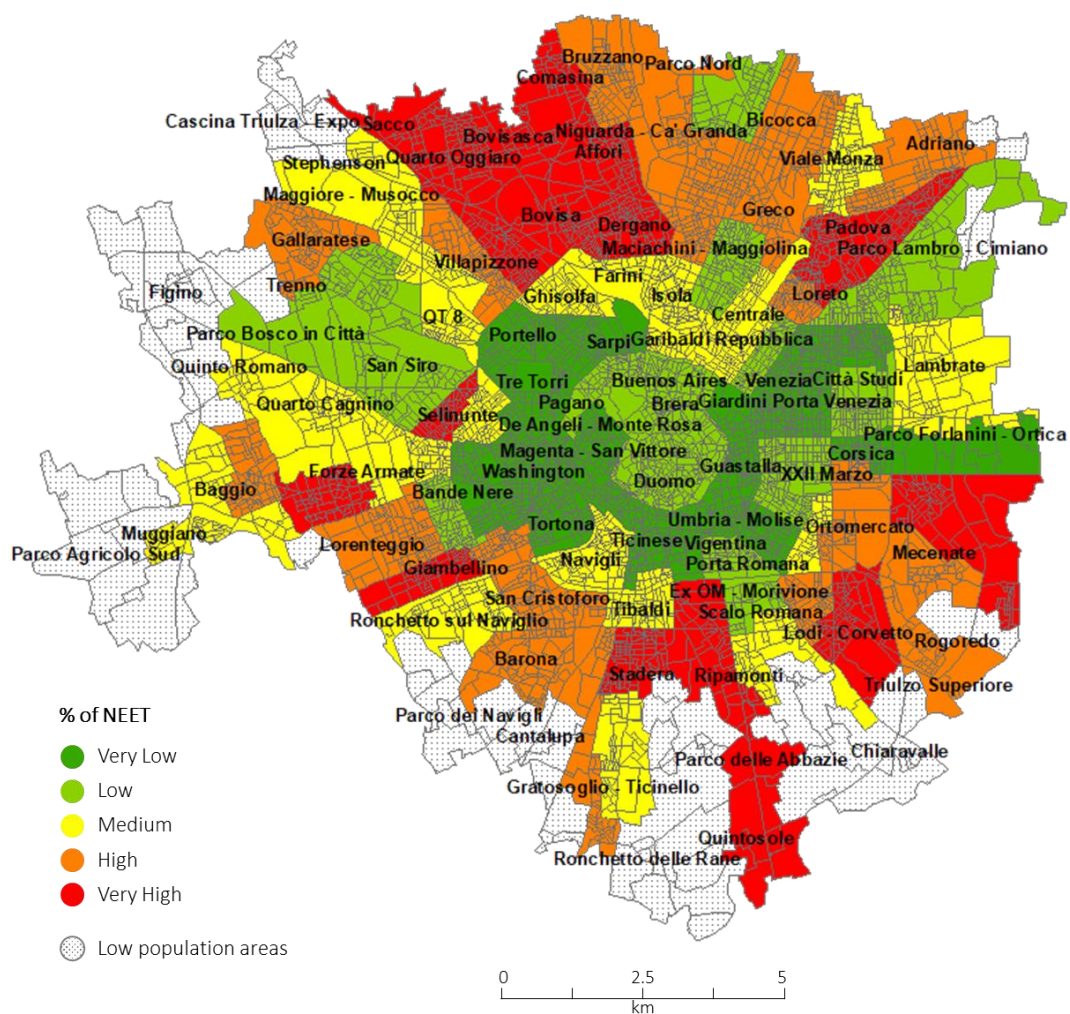 Bruzzano
Parco Nord
Comasina
Cascina Triulza - Expo
Sacco
Bovisasca
Niguarda - Ca' Granda
Bicocca
Affori
Adriano
Stephenson
Quarto Oggiaro
Viale Monza
Maggiore - Musocco
Bovisa
Greco
Dergano
Padova
Gallaratese
Maciachini - Maggiolina
Parco Lambro - Cimiano
Villapizzone
Farini
Trenno
Figino
Ghisolfa
Isola
Loreto
QT 8
Centrale
Parco Bosco in Città
Portello
Sarpi
Garibaldi Repubblica
Quinto Romano
San Siro
Lambrate
Tre Torri
Buenos Aires - Venezia
Città Studi
Quarto Cagnino
Pagano
Brera
Giardini Porta Venezia
Selinunte
De Angeli - Monte Rosa
Parco Forlanini - Ortica
Magenta - San Vittore
Corsica
Forze Armate
Washington
Guastalla
XXII Marzo
Baggio
Bande Nere
Duomo
Tortona
Umbria - Molise
Ortomercato
Muggiano
Lorenteggio
Ticinese
Vigentina
Parco Agricolo Sud
Mecenate
Giambellino
Navigli
Porta Romana
San Cristoforo
Ex OM - Morivione
Tibaldi
Scalo Romana
Ronchetto sul Naviglio
Lodi - Corvetto
Rogoredo
Barona
Stadera
Ripamonti
Triulzo Superiore
Parco dei Navigli
Cantalupa
Chiaravalle
Parco delle Abbazie
Gratosoglio - Ticinello
Quintosole
Ronchetto delle Rane
% of NEET
Very Low
Low
Medium
High
Very High
Low population areas
0 2.5 5
km